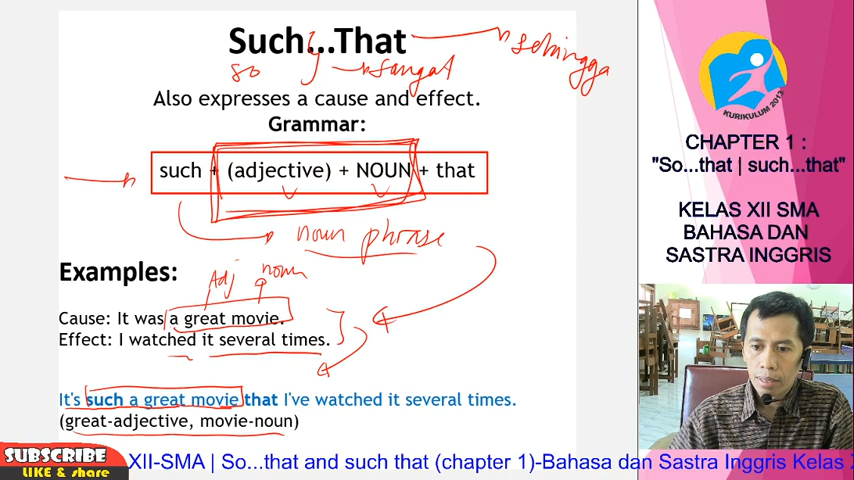 Such...That
sehingga
so
sangat
Also expresses a cause and effect.
Grammar:
such + (adjective) + NOUN + that
noun phrase
Examples:
Adj noun
Cause: It was a great movie.
Effect: I watched it several times.
It's such a great movie that I've watched it several times.
(great-adjective, movie-noun)
KURIKULUM 2013
CHAPTER 1 :
"So...that | such...that"
KELAS XII SMA
BAHASA DAN
SASTRA INGGRIS
SUBSCRIBE
LIKE & share
XII-SMA | So...that and such that (chapter 1)-Bahasa dan Sastra Inggris Kelas